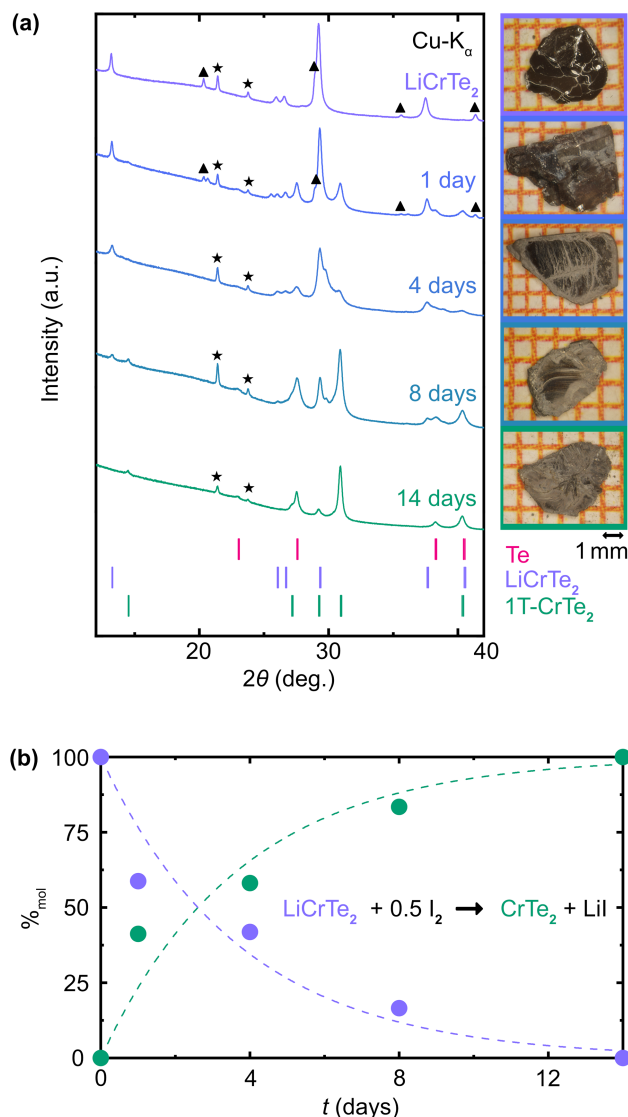 (a)
Cu-Kα
LiCrTe₂
1 day
4 days
8 days
14 days
Intensity (a.u.)
20
30
40
2θ (deg.)
1 mm
Te
LiCrTe₂
1T-CrTe₂
(b)
100
75
50
25
0
%mol
LiCrTe₂ + 0.5 I₂ → CrTe₂ + LiI
0
4
8
12
t (days)